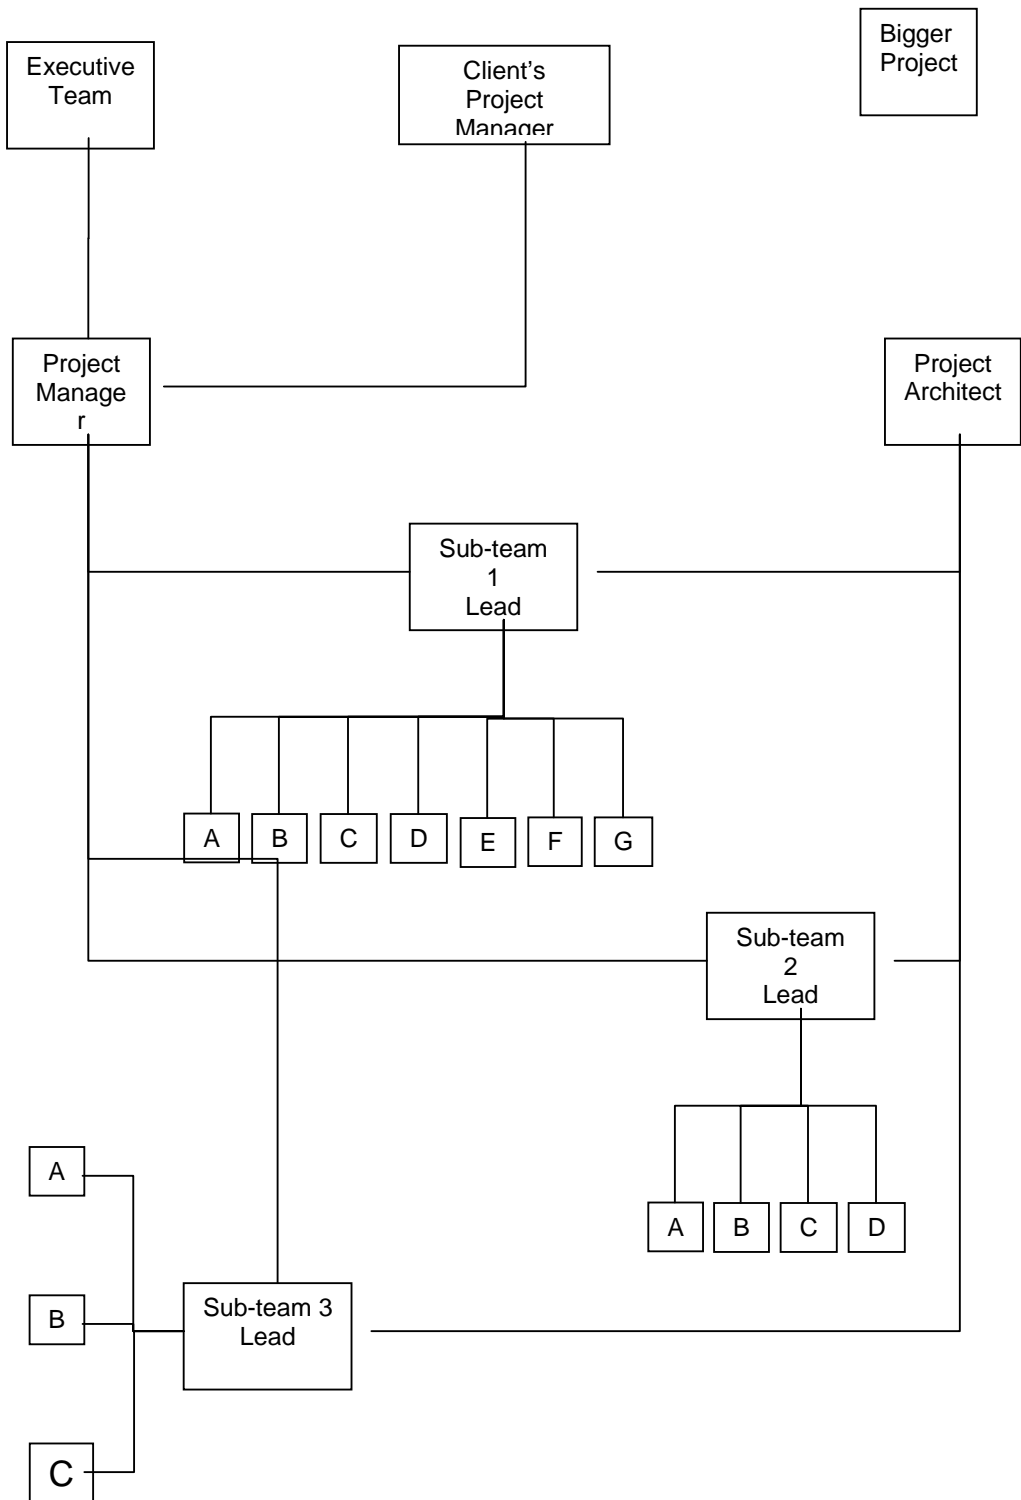 Executive
Team
Client's
Project
Manager
Bigger
Project
Project
Manage
r
Project
Architect
Sub-team
1
Lead
A
B
C
D
E
F
G
Sub-team
2
Lead
A
B
C
D
A
B
C
Sub-team 3
Lead